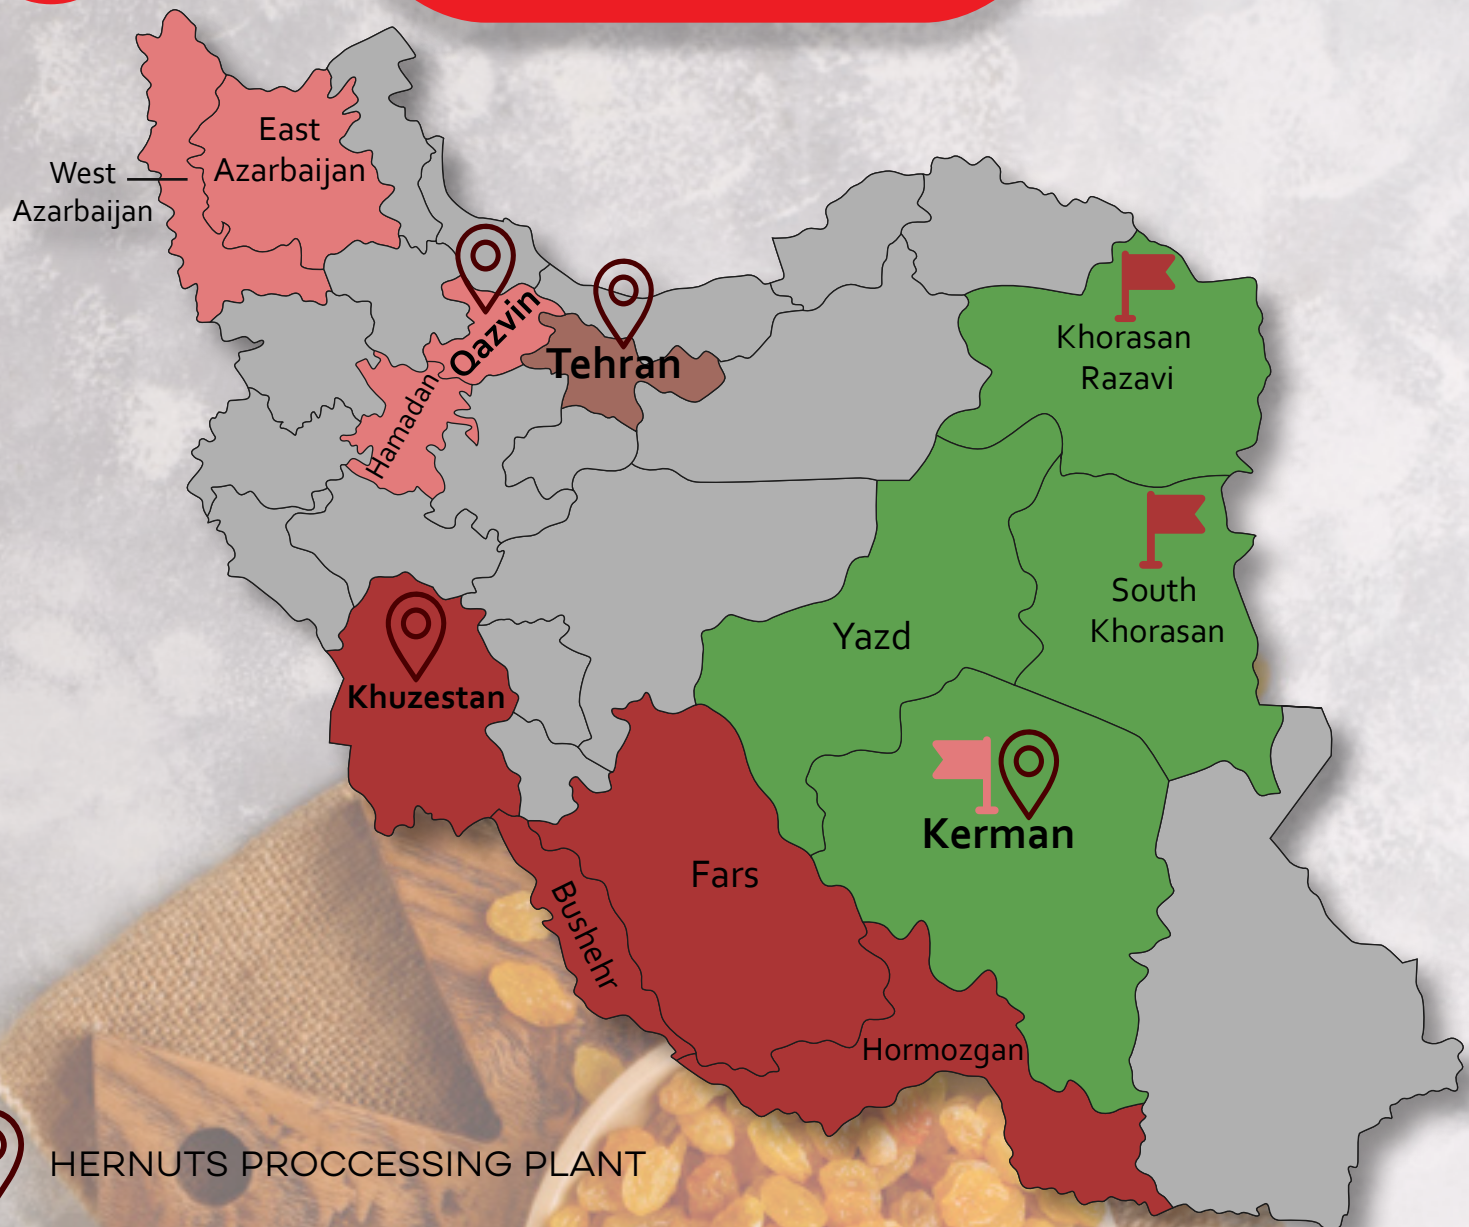 East
Azarbaijan
West
Azarbaijan
Qazvin
Tehran
Hamadan
Khorasan
Razavi
South
Khorasan
Yazd
Khuzestan
Kerman
Fars
Bushehr
Hormozgan
HERNUTS PROCCESSING PLANT